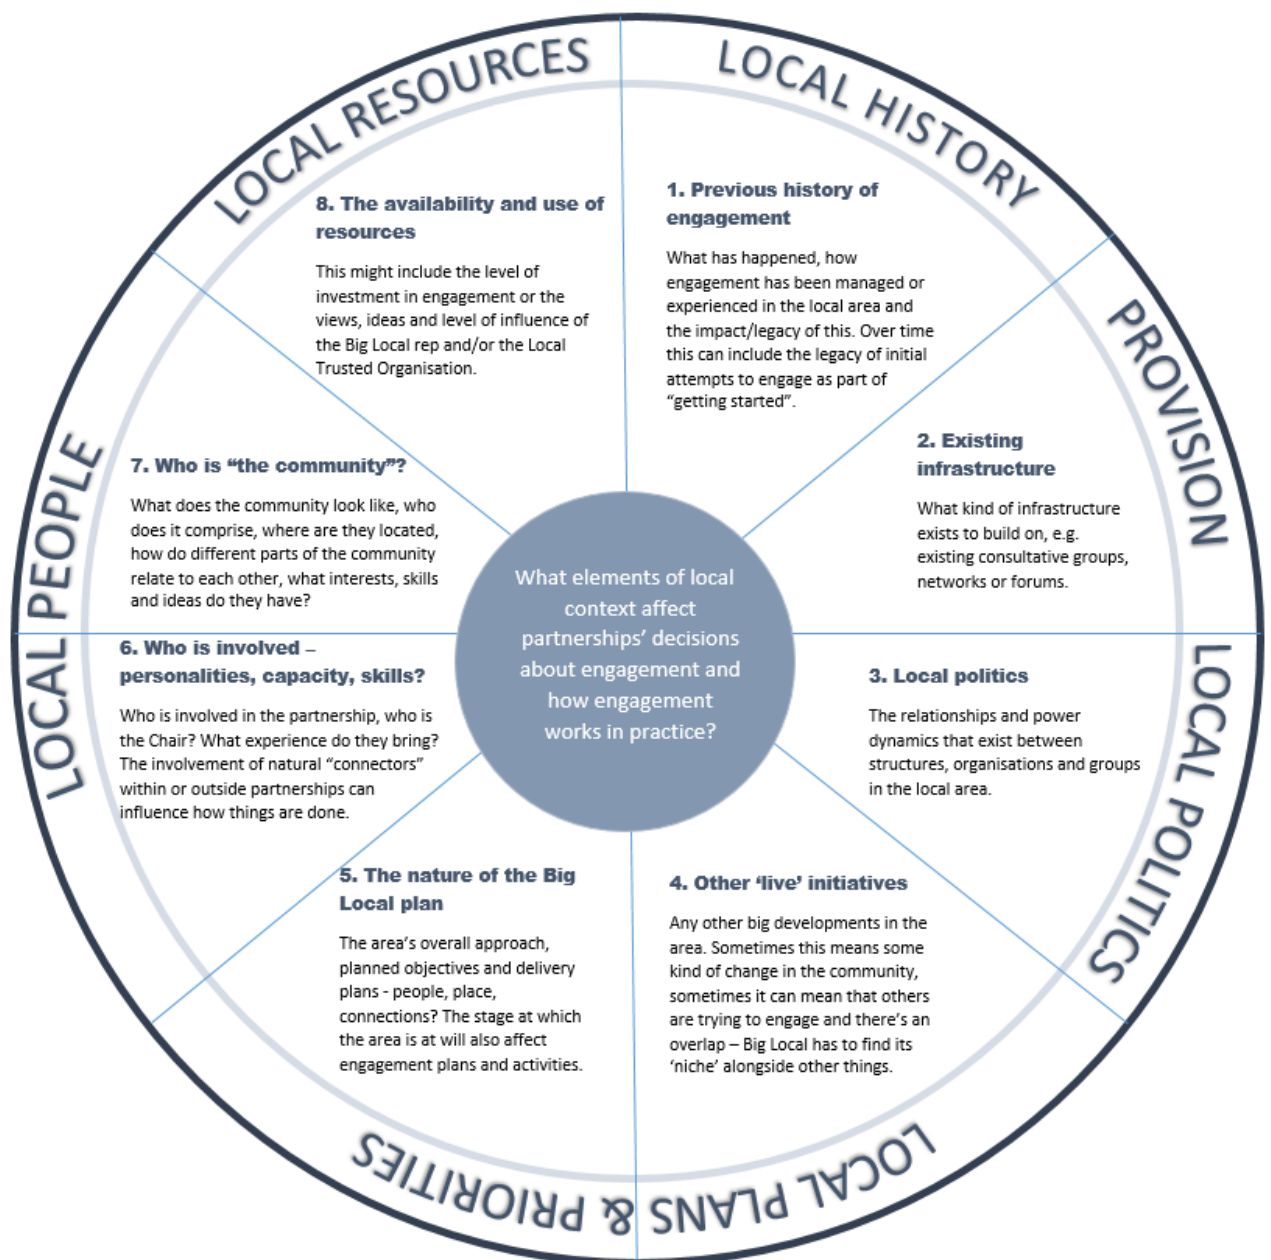 LOCAL RESOURCES
LOCAL HISTORY
PROVISION
LOCAL POLITICS
LOCAL PLANS & PRIORITIES
LOCAL PEOPLE
What elements of local
context affect
partnerships’ decisions
about engagement and
how engagement
works in practice?
1. Previous history of
engagement
What has happened, how
engagement has been managed or
experienced in the local area and
the impact/legacy of this. Over time
this can include the legacy of initial
attempts to engage as part of
“getting started”.
2. Existing
infrastructure
What kind of infrastructure
exists to build on, e.g.
existing consultative groups,
networks or forums.
3. Local politics
The relationships and power
dynamics that exist between
structures, organisations and groups
in the local area.
4. Other ‘live’ initiatives
Any other big developments in the
area. Sometimes this means some
kind of change in the community,
sometimes it can mean that others
are trying to engage and there’s an
overlap – Big Local has to find its
‘niche’ alongside other things.
5. The nature of the Big
Local plan
The area’s overall approach,
planned objectives and delivery
plans - people, place,
connections? The stage at which
the area is at will also affect
engagement plans and activities.
6. Who is involved –
personalities, capacity, skills?
Who is involved in the partnership, who is
the Chair? What experience do they bring?
The involvement of natural “connectors”
within or outside partnerships can
influence how things are done.
7. Who is “the community”?
What does the community look like, who
does it comprise, where are they located,
how do different parts of the community
relate to each other, what interests, skills
and ideas do they have?
8. The availability and use of
resources
This might include the level of
investment in engagement or the
views, ideas and level of influence of
the Big Local rep and/or the Local
Trusted Organisation.